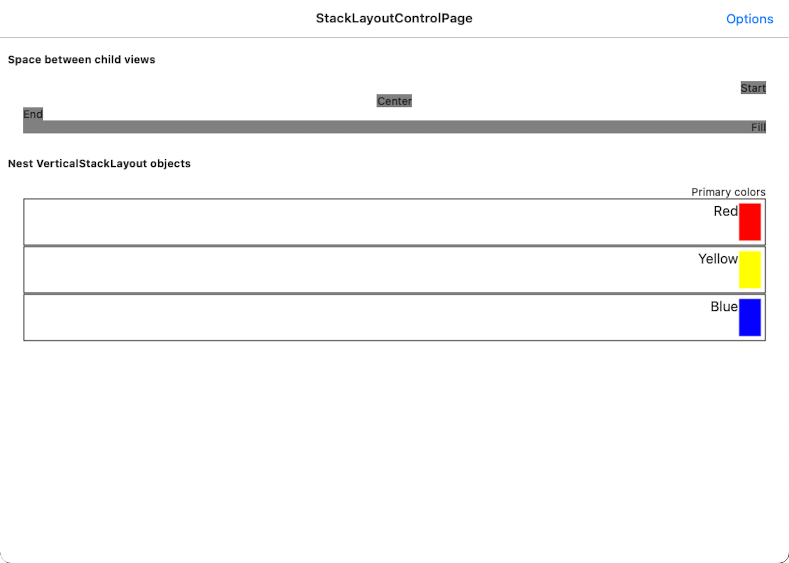 StackLayoutControlPage
Options
Space between child views
Start
Center
End
Fill
Nest VerticalStackLayout objects
Primary colors
Red
Yellow
Blue